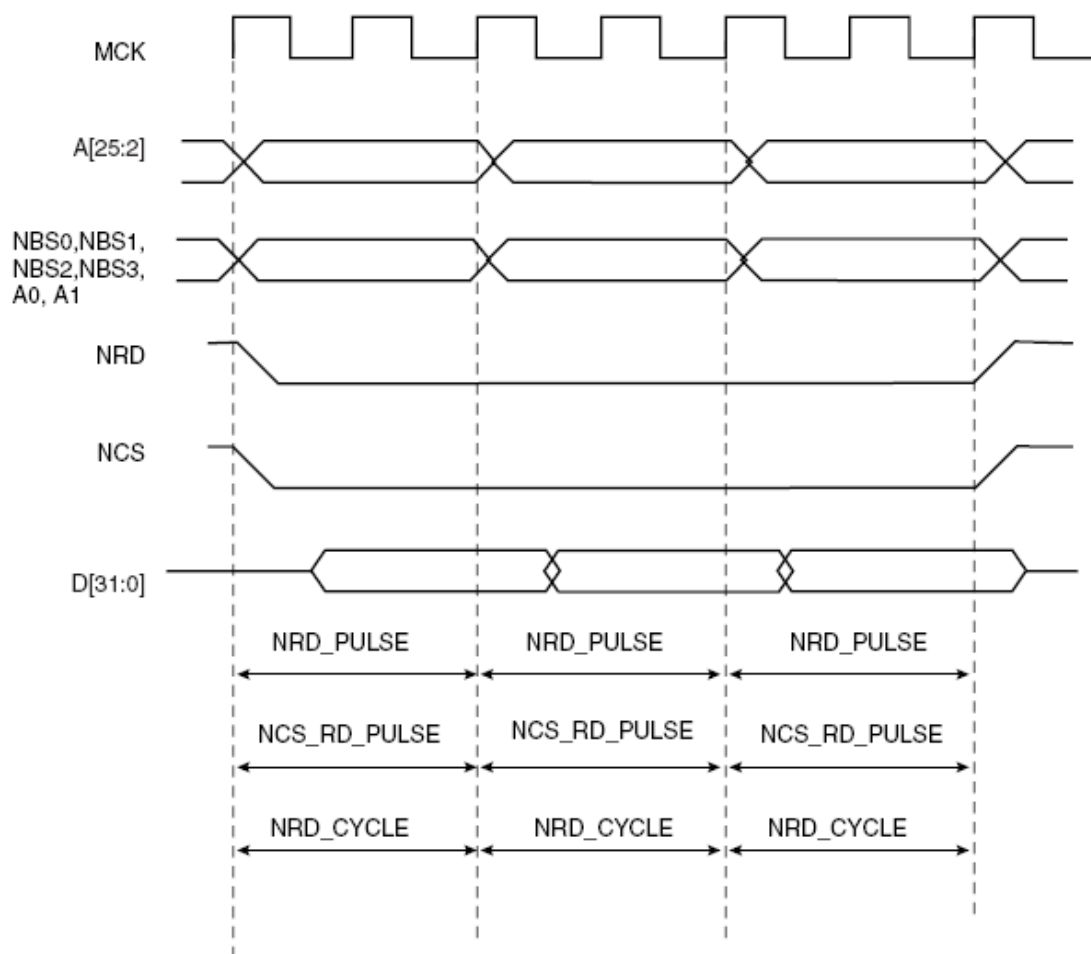 MCK
A[25:2]
NBS0,NBS1,
NBS2,NBS3,
A0, A1
NRD
NCS
D[31:0]
NRD_PULSE NRD_PULSE NRD_PULSE
NCS_RD_PULSE NCS_RD_PULSE NCS_RD_PULSE
NRD_CYCLE NRD_CYCLE NRD_CYCLE